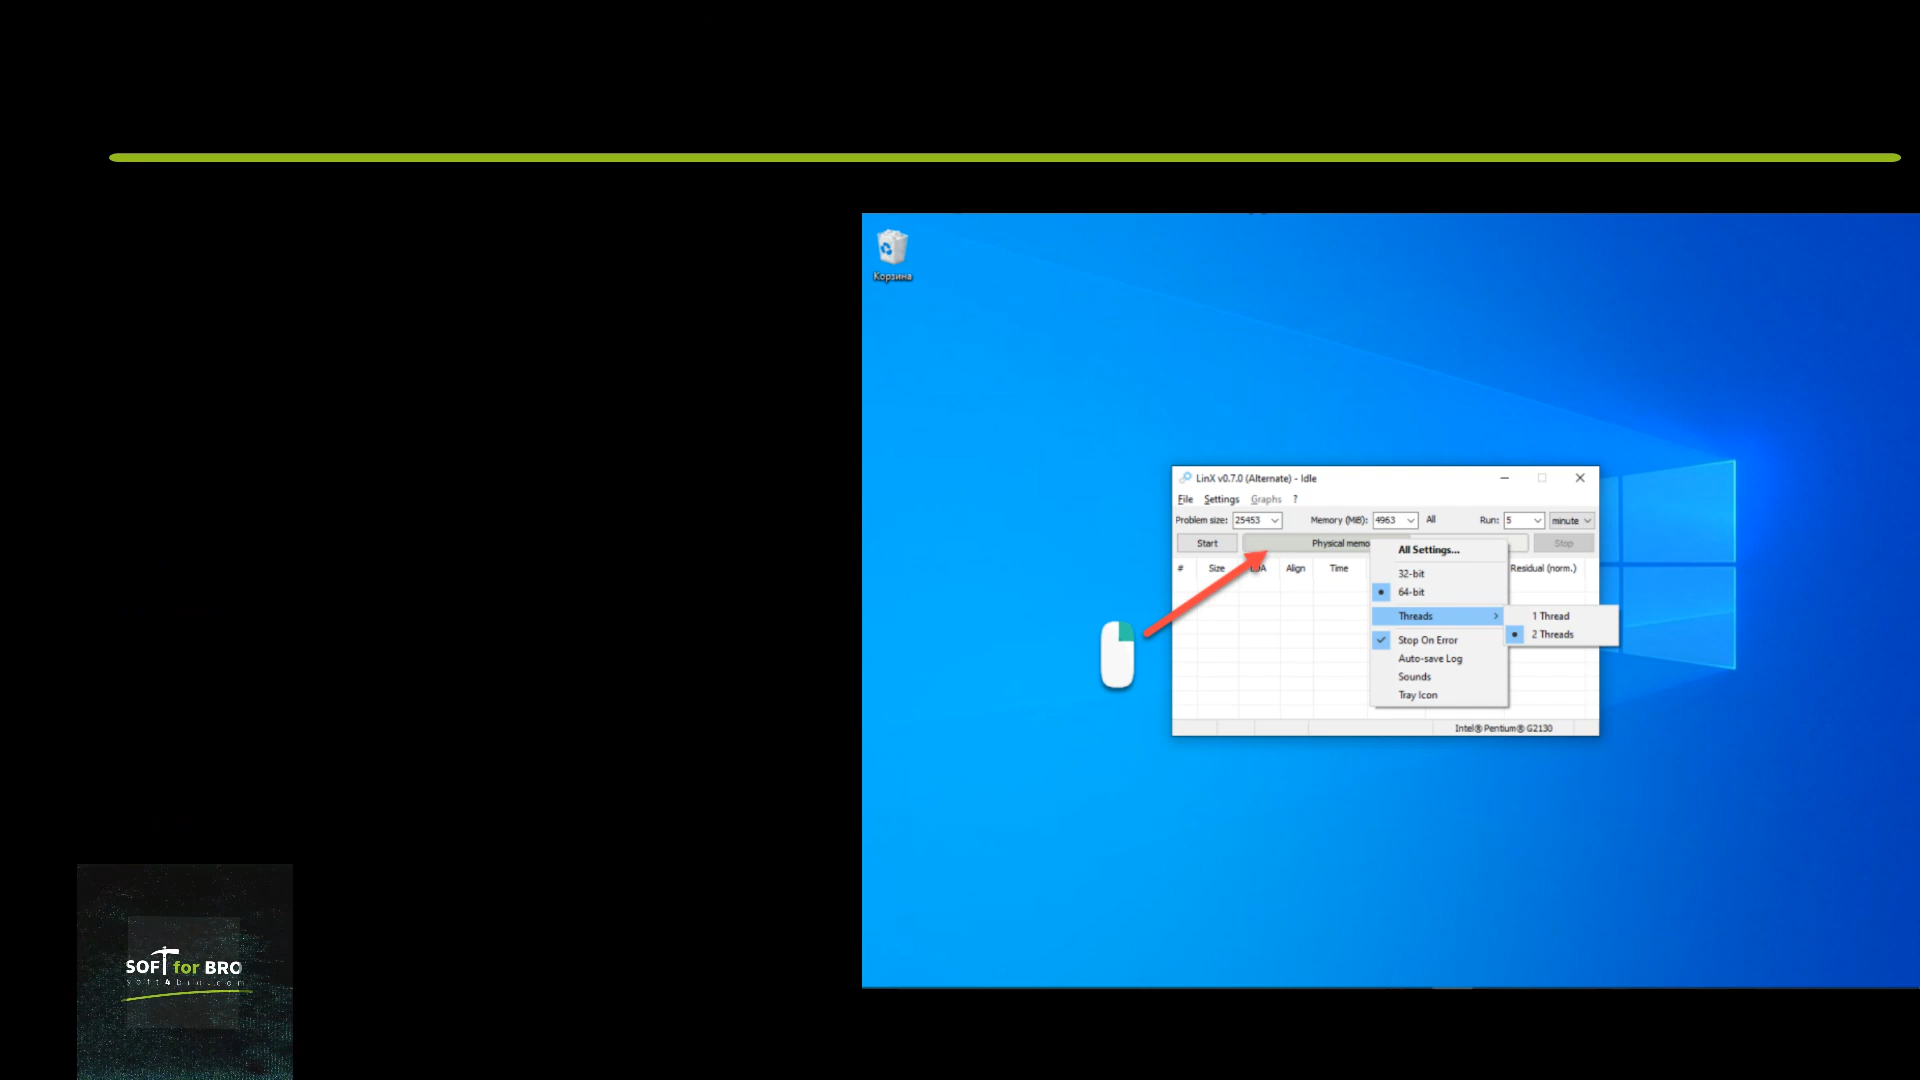 Корзина
LinX v0.7.0 (Alternate) - Idle
File Settings Graphs ?
Problem size: 25453 Memory (MiB): 4963 All Run: 5 minute
Start Physical memo Stop
# Size Align Time Residual (norm.)
All Settings...
32-bit
64-bit
Threads
1 Thread
2 Threads
Stop On Error
Auto-save Log
Sounds
Tray Icon
Intel® Pentium® G2130
SOFT for BRO
soft4bro.com